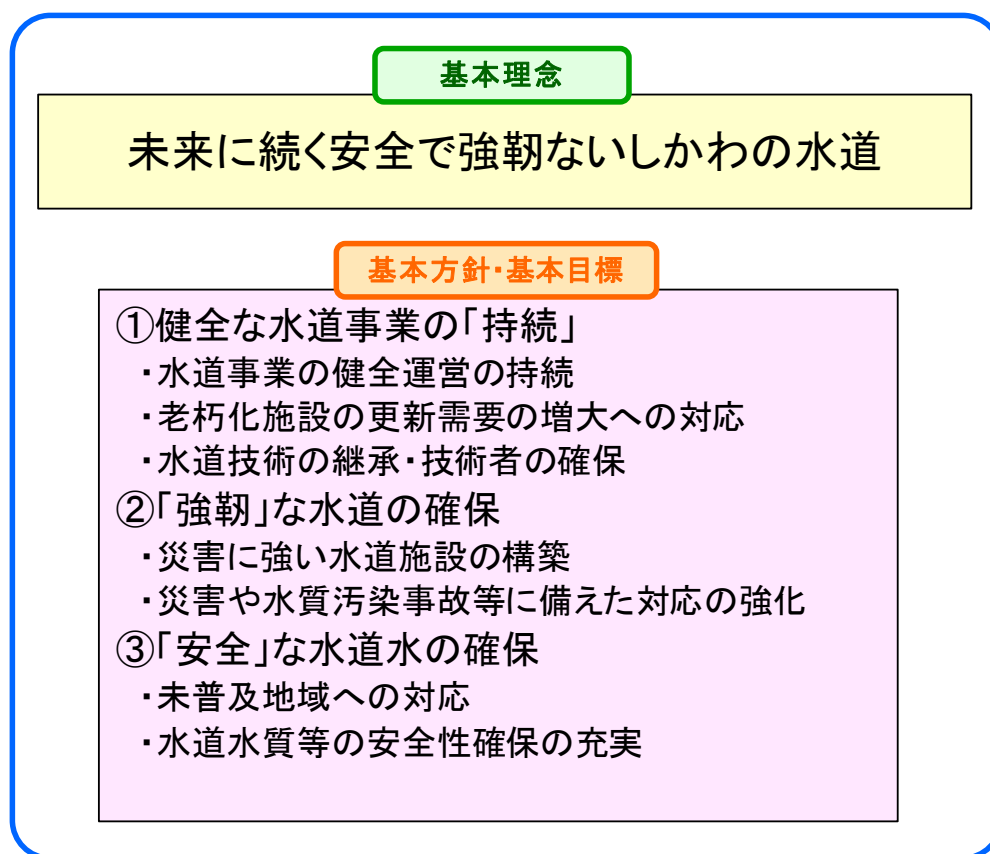 基本理念
未来に続く安全で強靭ないしかわの水道
基本方針・基本目標
①健全な水道事業の「持続」
・水道事業の健全運営の持続
・老朽化施設の更新需要の増大への対応
・水道技術の継承・技術者の確保
②「強靭」な水道の確保
・災害に強い水道施設の構築
・災害や水質汚染事故等に備えた対応の強化
③「安全」な水道水の確保
・未普及地域への対応
・水道水質等の安全性確保の充実